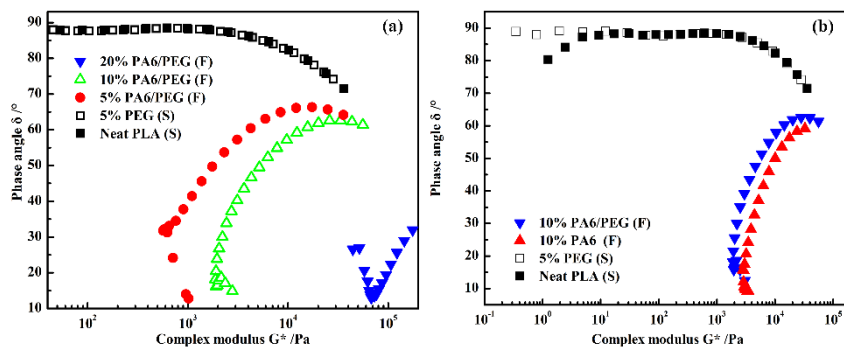 (a)
90
80
70
60
50
40
30
20
10
Phase angle δ /°
20% PA6/PEG (F)
10% PA6/PEG (F)
5% PA6/PEG (F)
5% PEG (S)
Neat PLA (S)
10² 10³ 10⁴ 10⁵
Complex modulus G* /Pa
(b)
100
90
80
70
60
50
40
30
20
10
Phase angle δ /°
10% PA6/PEG (F)
10% PA6 (F)
5% PEG (S)
Neat PLA (S)
10⁻¹ 10⁰ 10¹ 10² 10³ 10⁴ 10⁵
Complex modulus G* /Pa